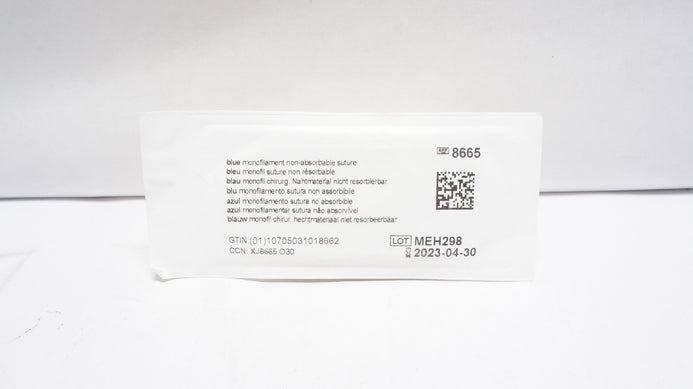 REF 8665
blue monofilament non-absorbable suture
bleu monofil suture non résorbable
blau monofil chirurg. Nahtmaterial nicht resorbierbar
blu monofilamento sutura non assorbibile
azul monofilamento sutura no absorbible
azul monofilamentar sutura não absorvível
blauw monofil chirur. hechtmateriaal niet resorbeerbaar
GTIN:(01)10705031018662
CCN: XJ8665.O30
LOT MEH298
2023-04-30